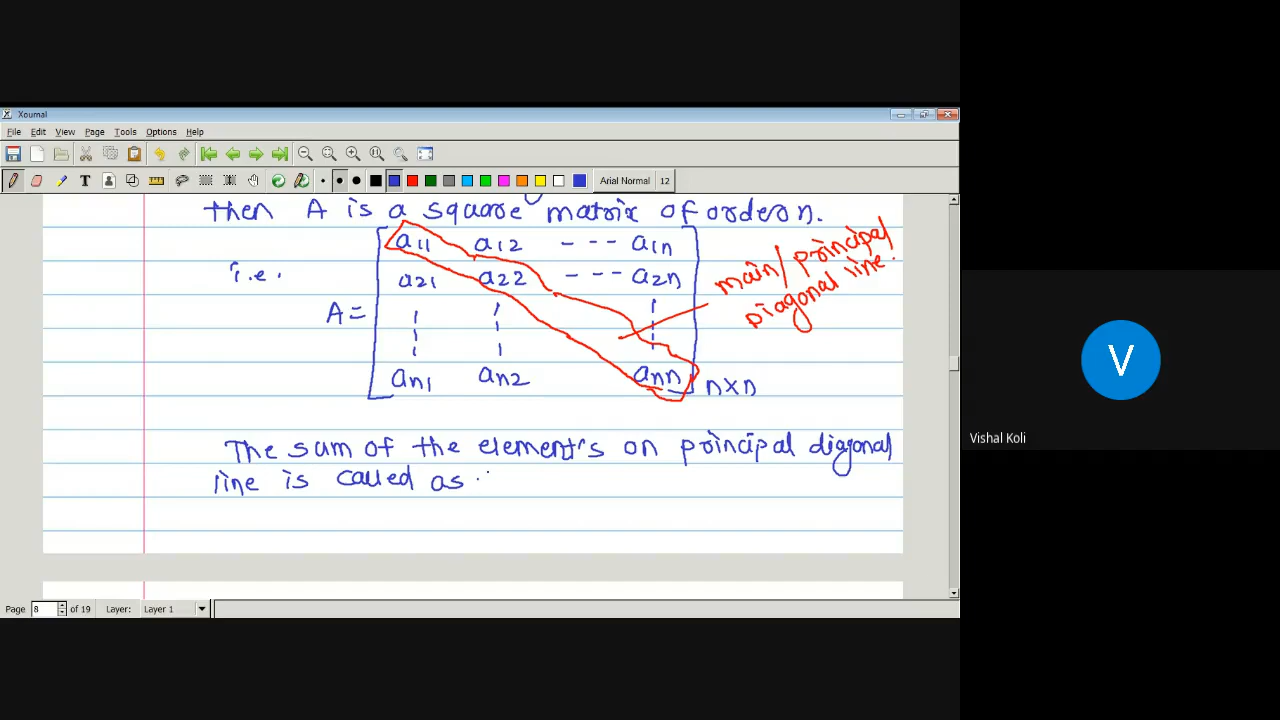 Xournal
File Edit View Page Tools Options Help
Arial Normal 12
then A is a square matrix of order n.
i.e.
A =
a11 a12 - - - a1n
a21 a22 - - - a2n
an1 an2 ann
n×n
main/principal
Diagonal line.
The sum of the element's on principal diagonal
line is called as
Page 8 of 19 Layer: Layer 1
V
Vishal Koli